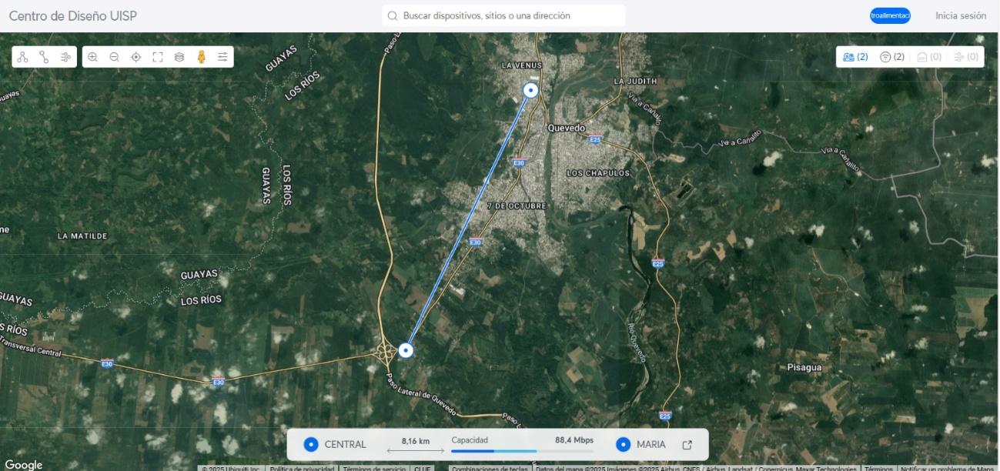 Centro de Diseño UISP
Buscar dispositivos, sitios o una dirección
troalimentaci
Inicia sesión
(2)
(2)
(0)
(0)
Paso L
GUAYAS
LOS RÍOS
uayas
LA VENUS
LA JUDITH
Vía a Cañalito
Quevedo
E25
Vía a Cañalito
Vía a Cañalito
E30
GUAYAS
LOS RÍOS
LOS CHAPULOS
7 DE OCTUBRE
ne
LA MATILDE
E30
E25
GUAYAS
LOS RÍOS
GUAYAS
S RÍOS
Transversal Central
E30
E30
Río Quevedo
Pisagua
Paso Lateral de Quevedo
Paso L
E25
CENTRAL
8,16 km
Capacidad
88,4 Mbps
MARIA
Google
© 2025 Ubiquiti Inc.
Política de privacidad
Términos de servicio
CLUF
Combinaciones de teclas
Datos del mapa ©2025 Imágenes ©2025 Airbus, CNES / Airbus, Landsat / Copernicus, Maxar Technologies
Términos
Notificar un problema de Maps